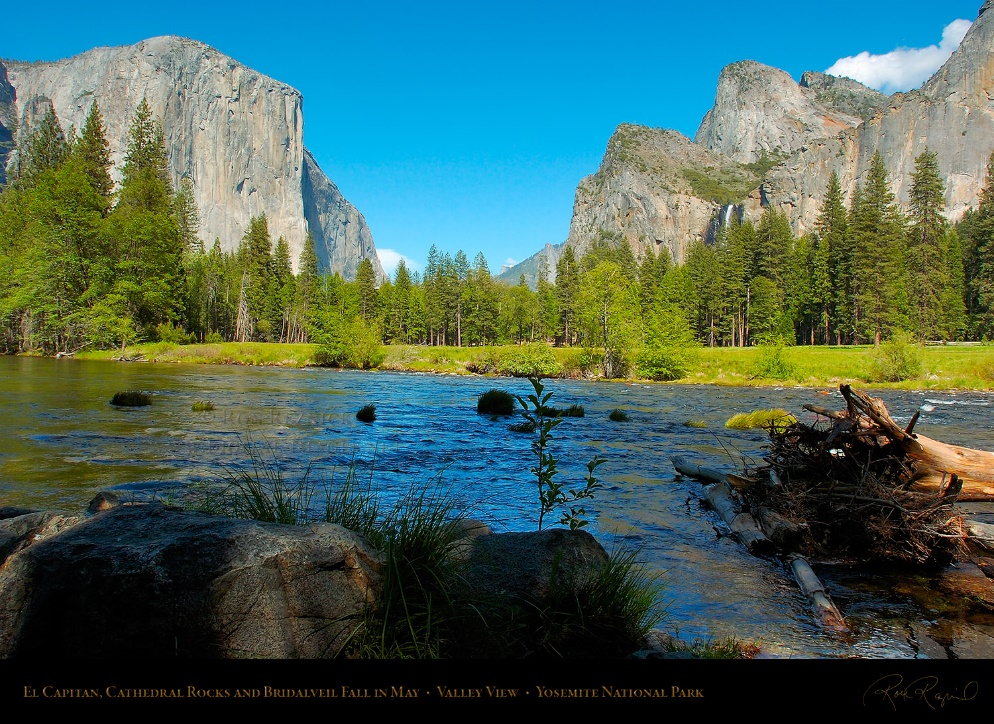 El Capitan, Cathedral Rocks and Bridalveil Fall in May · Valley View · Yosemite National Park